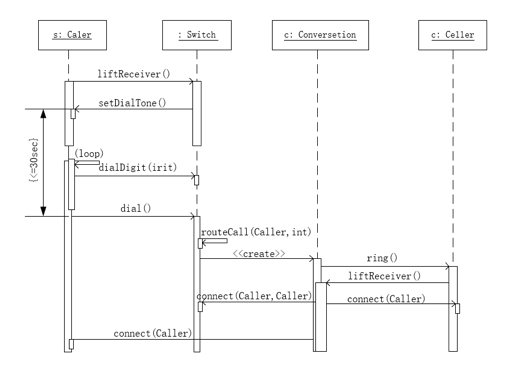 s: Caler
: Switch
c: Conversetion
c: Celler
liftReceiver()
setDialTone()
{<=30sec}
(loop)
dialDigit(irit)
dial()
routeCall(Caller,int)
<<create>>
ring()
liftReceiver()
connect(Caller,Caller)
connect(Caller)
connect(Caller)